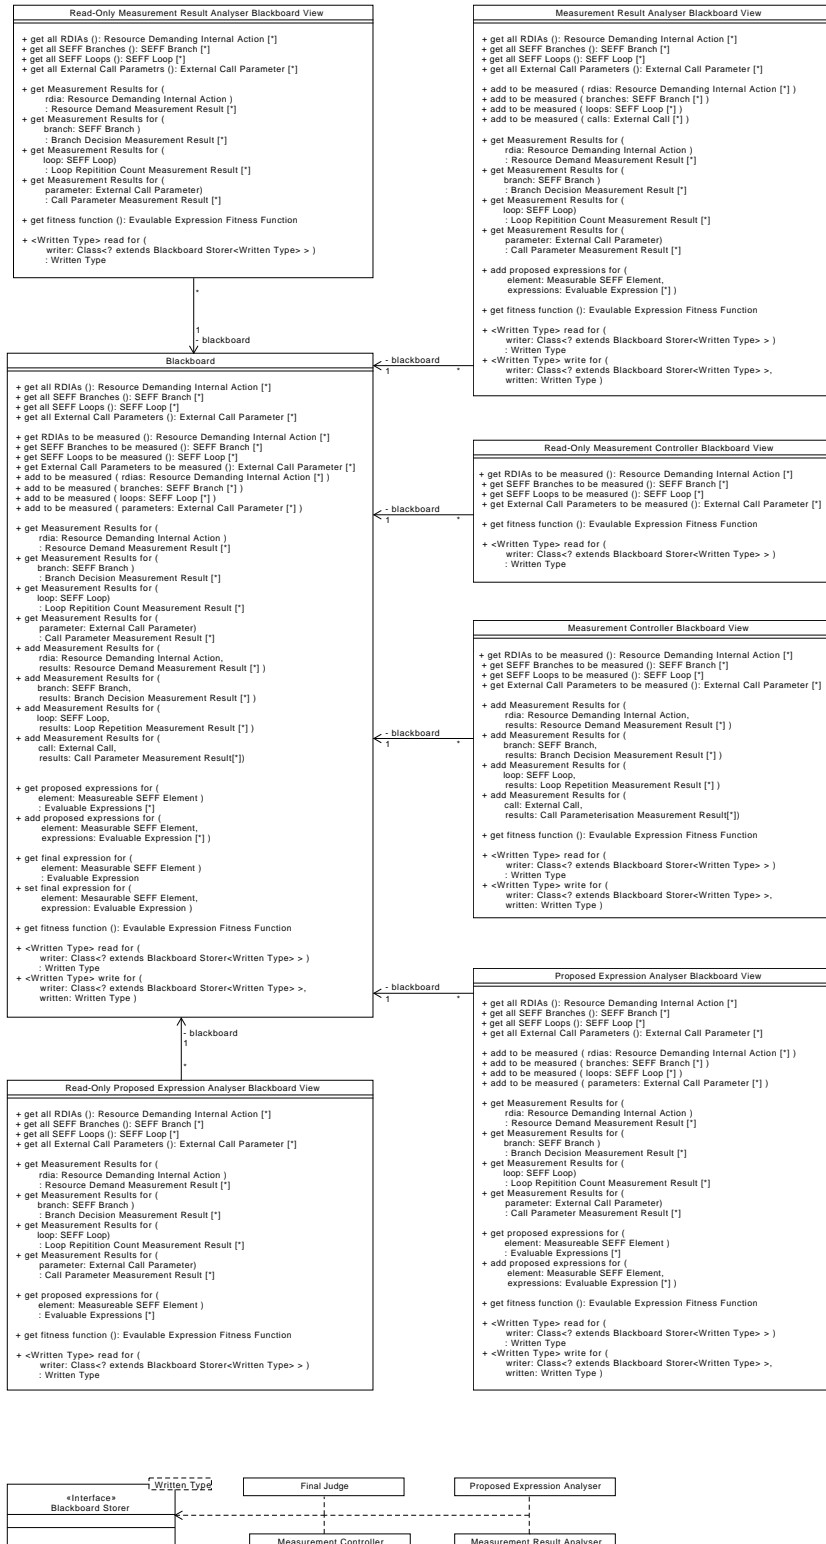 Read-Only Measurement Result Analyser Blackboard View
+ get all RDIAs (): Resource Demanding Internal Action [*]
+ get all SEFF Branches (): SEFF Branch [*]
+ get all SEFF Loops (): SEFF Loop [*]
+ get all External Call Parametrs (): External Call Parameter [*]
+ get Measurement Results for (
rdia: Resource Demanding Internal Action )
: Resource Demand Measurement Result [*]
+ get Measurement Results for (
branch: SEFF Branch )
: Branch Decision Measurement Result [*]
+ get Measurement Results for (
loop: SEFF Loop)
: Loop Repitition Count Measurement Result [*]
+ get Measurement Results for (
parameter: External Call Parameter)
: Call Parameter Measurement Result [*]
+ get fitness function (): Evaulable Expression Fitness Function
+ <Written Type> read for (
writer: Class<? extends Blackboard Storer<Written Type> > )
: Written Type
*
1
- blackboard
Measurement Result Analyser Blackboard View
+ get all RDIAs (): Resource Demanding Internal Action [*]
+ get all SEFF Branches (): SEFF Branch [*]
+ get all SEFF Loops (): SEFF Loop [*]
+ get all External Call Parameters (): External Call Parameter [*]
+ add to be measured ( rdias: Resource Demanding Internal Action [*] )
+ add to be measured ( branches: SEFF Branch [*] )
+ add to be measured ( loops: SEFF Loop [*] )
+ add to be measured ( calls: External Call [*] )
+ get Measurement Results for (
rdia: Resource Demanding Internal Action )
: Resource Demand Measurement Result [*]
+ get Measurement Results for (
branch: SEFF Branch )
: Branch Decision Measurement Result [*]
+ get Measurement Results for (
loop: SEFF Loop)
: Loop Repitition Count Measurement Result [*]
+ get Measurement Results for (
parameter: External Call Parameter)
: Call Parameter Measurement Result [*]
+ add proposed expressions for (
element: Measurable SEFF Element,
expressions: Evaluable Expression [*] )
+ get fitness function (): Evaulable Expression Fitness Function
+ <Written Type> read for (
writer: Class<? extends Blackboard Storer<Written Type> > )
: Written Type
+ <Written Type> write for (
writer: Class<? extends Blackboard Storer<Written Type> >,
written: Written Type )
Blackboard
+ get all RDIAs (): Resource Demanding Internal Action [*]
+ get all SEFF Branches (): SEFF Branch [*]
+ get all SEFF Loops (): SEFF Loop [*]
+ get all External Call Parameters (): External Call Parameter [*]
+ get RDIAs to be measured (): Resource Demanding Internal Action [*]
+ get SEFF Branches to be measured (): SEFF Branch [*]
+ get SEFF Loops to be measured (): SEFF Loop [*]
+ get External Call Parameters to be measured (): External Call Parameter [*]
+ add to be measured ( rdias: Resource Demanding Internal Action [*] )
+ add to be measured ( branches: SEFF Branch [*] )
+ add to be measured ( loops: SEFF Loop [*] )
+ add to be measured ( parameters: External Call Parameter [*] )
+ get Measurement Results for (
rdia: Resource Demanding Internal Action )
: Resource Demand Measurement Result [*]
+ get Measurement Results for (
branch: SEFF Branch )
: Branch Decision Measurement Result [*]
+ get Measurement Results for (
loop: SEFF Loop)
: Loop Repitition Count Measurement Result [*]
+ get Measurement Results for (
parameter: External Call Parameter)
: Call Parameter Measurement Result [*]
+ add Measurement Results for (
rdia: Resource Demanding Internal Action,
results: Resource Demand Measurement Result [*] )
+ add Measurement Results for (
branch: SEFF Branch,
results: Branch Decision Measurement Result [*] )
+ add Measurement Results for (
loop: SEFF Loop,
results: Loop Repetition Measurement Result [*] )
+ add Measurement Results for (
call: External Call,
results: Call Parameter Measurement Result[*])
+ get proposed expressions for (
element: Measureable SEFF Element )
: Evaluable Expressions [*]
+ add proposed expressions for (
element: Measurable SEFF Element,
expressions: Evaluable Expression [*] )
+ get final expression for (
element: Measurable SEFF Element )
: Evaluable Expression
+ set final expression for (
element: Mesaurable SEFF Element,
expression: Evaluable Expression )
+ get fitness function (): Evaulable Expression Fitness Function
+ <Written Type> read for (
writer: Class<? extends Blackboard Storer<Written Type> > )
: Written Type
+ <Written Type> write for (
writer: Class<? extends Blackboard Storer<Written Type> >,
written: Written Type )
- blackboard
1 *
Read-Only Measurement Controller Blackboard View
+ get RDIAs to be measured (): Resource Demanding Internal Action [*]
+ get SEFF Branches to be measured (): SEFF Branch [*]
+ get SEFF Loops to be measured (): SEFF Loop [*]
+ get External Call Parameters to be measured (): External Call Parameter [*]
+ get fitness function (): Evaulable Expression Fitness Function
+ <Written Type> read for (
writer: Class<? extends Blackboard Storer<Written Type> > )
: Written Type
- blackboard
1 *
Measurement Controller Blackboard View
+ get RDIAs to be measured (): Resource Demanding Internal Action [*]
+ get SEFF Branches to be measured (): SEFF Branch [*]
+ get SEFF Loops to be measured (): SEFF Loop [*]
+ get External Call Parameters to be measured (): External Call Parameter [*]
+ add Measurement Results for (
rdia: Resource Demanding Internal Action,
results: Resource Demand Measurement Result [*] )
+ add Measurement Results for (
branch: SEFF Branch,
results: Branch Decision Measurement Result [*] )
+ add Measurement Results for (
loop: SEFF Loop,
results: Loop Repetition Measurement Result [*] )
+ add Measurement Results for (
call: External Call,
results: Call Parameterisation Measurement Result[*])
+ get fitness function (): Evaulable Expression Fitness Function
+ <Written Type> read for (
writer: Class<? extends Blackboard Storer<Written Type> > )
: Written Type
+ <Written Type> write for (
writer: Class<? extends Blackboard Storer<Written Type> >,
written: Written Type )
- blackboard
1 *
Proposed Expression Analyser Blackboard View
+ get all RDIAs (): Resource Demanding Internal Action [*]
+ get all SEFF Branches (): SEFF Branch [*]
+ get all SEFF Loops (): SEFF Loop [*]
+ get all External Call Parameters (): External Call Parameter [*]
+ add to be measured ( rdias: Resource Demanding Internal Action [*] )
+ add to be measured ( branches: SEFF Branch [*] )
+ add to be measured ( loops: SEFF Loop [*] )
+ add to be measured ( parameters: External Call Parameter [*] )
+ get Measurement Results for (
rdia: Resource Demanding Internal Action )
: Resource Demand Measurement Result [*]
+ get Measurement Results for (
branch: SEFF Branch )
: Branch Decision Measurement Result [*]
+ get Measurement Results for (
loop: SEFF Loop)
: Loop Repitition Count Measurement Result [*]
+ get Measurement Results for (
parameter: External Call Parameter)
: Call Parameter Measurement Result [*]
+ get proposed expressions for (
element: Measureable SEFF Element )
: Evaluable Expressions [*]
+ add proposed expressions for (
element: Measurable SEFF Element,
expressions: Evaluable Expression [*] )
+ get fitness function (): Evaulable Expression Fitness Function
+ <Written Type> read for (
writer: Class<? extends Blackboard Storer<Written Type> > )
: Written Type
+ <Written Type> write for (
writer: Class<? extends Blackboard Storer<Written Type> >,
written: Written Type )
- blackboard
1 *
- blackboard
1
*
Read-Only Proposed Expression Analyser Blackboard View
+ get all RDIAs (): Resource Demanding Internal Action [*]
+ get all SEFF Branches (): SEFF Branch [*]
+ get all SEFF Loops (): SEFF Loop [*]
+ get all External Call Parameters (): External Call Parameter [*]
+ get Measurement Results for (
rdia: Resource Demanding Internal Action )
: Resource Demand Measurement Result [*]
+ get Measurement Results for (
branch: SEFF Branch )
: Branch Decision Measurement Result [*]
+ get Measurement Results for (
loop: SEFF Loop)
: Loop Repitition Count Measurement Result [*]
+ get Measurement Results for (
parameter: External Call Parameter)
: Call Parameter Measurement Result [*]
+ get proposed expressions for (
element: Measureable SEFF Element )
: Evaluable Expressions [*]
+ get fitness function (): Evaulable Expression Fitness Function
+ <Written Type> read for (
writer: Class<? extends Blackboard Storer<Written Type> > )
: Written Type
Written Type
«Interface»
Blackboard Storer
Final Judge
Proposed Expression Analyser
Measurement Controller
Measurement Result Analyser